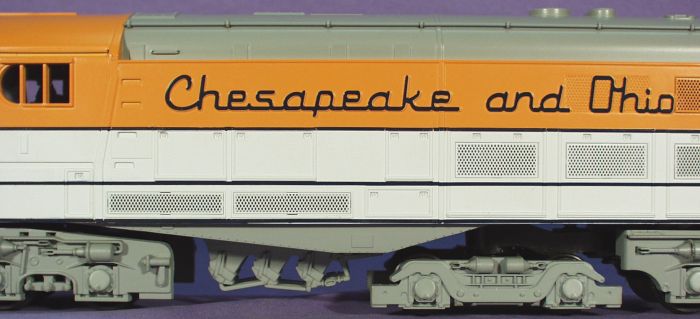 Chesapeake and Ohio